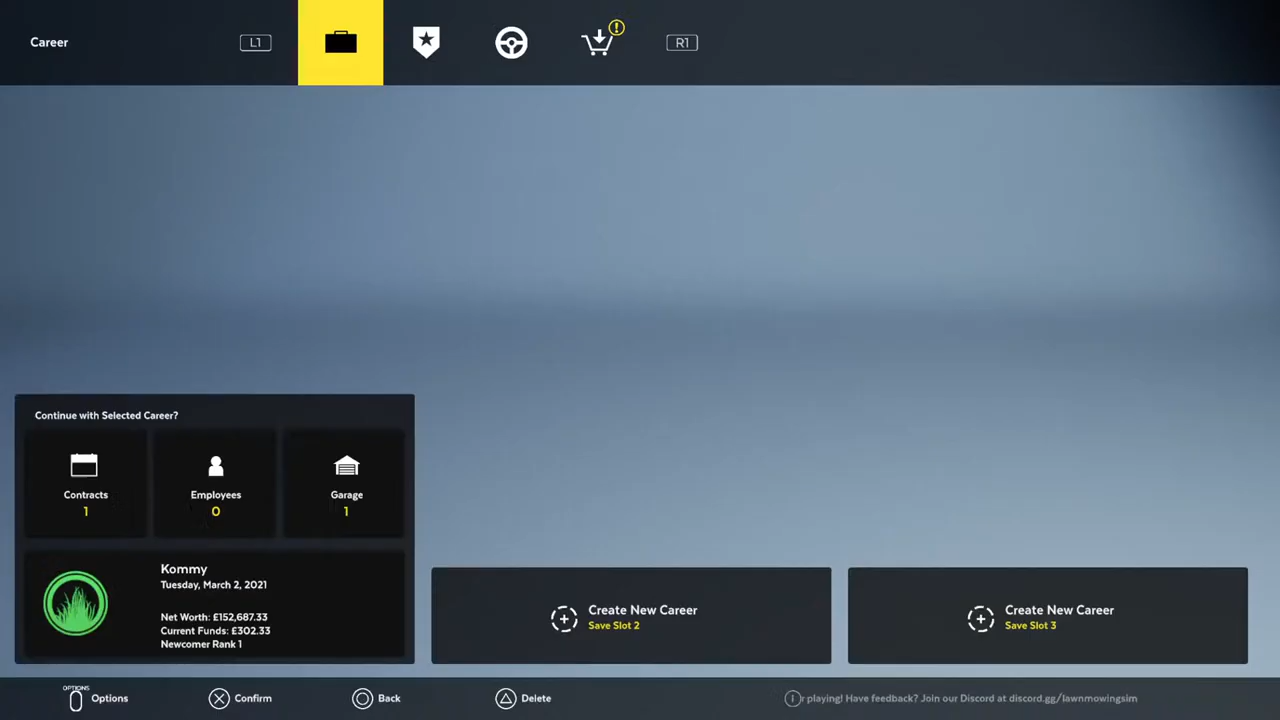 Career
L1
R1
Continue with Selected Career?
Contracts
1
Employees
0
Garage
1
Kommy
Tuesday, March 2, 2021
Net Worth: £152,687.33
Current Funds: £302.33
Newcomer Rank 1
Create New Career
Save Slot 2
Create New Career
Save Slot 3
OPTIONS
Options
Confirm
Back
Delete
r playing! Have feedback? Join our Discord at discord.gg/lawnmowingsim